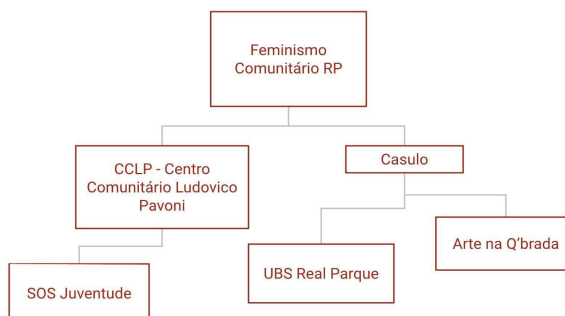 Feminismo
Comunitário RP
CCLP - Centro
Comunitário Ludovico
Pavoni
Casulo
SOS Juventude
UBS Real Parque
Arte na Q'brada